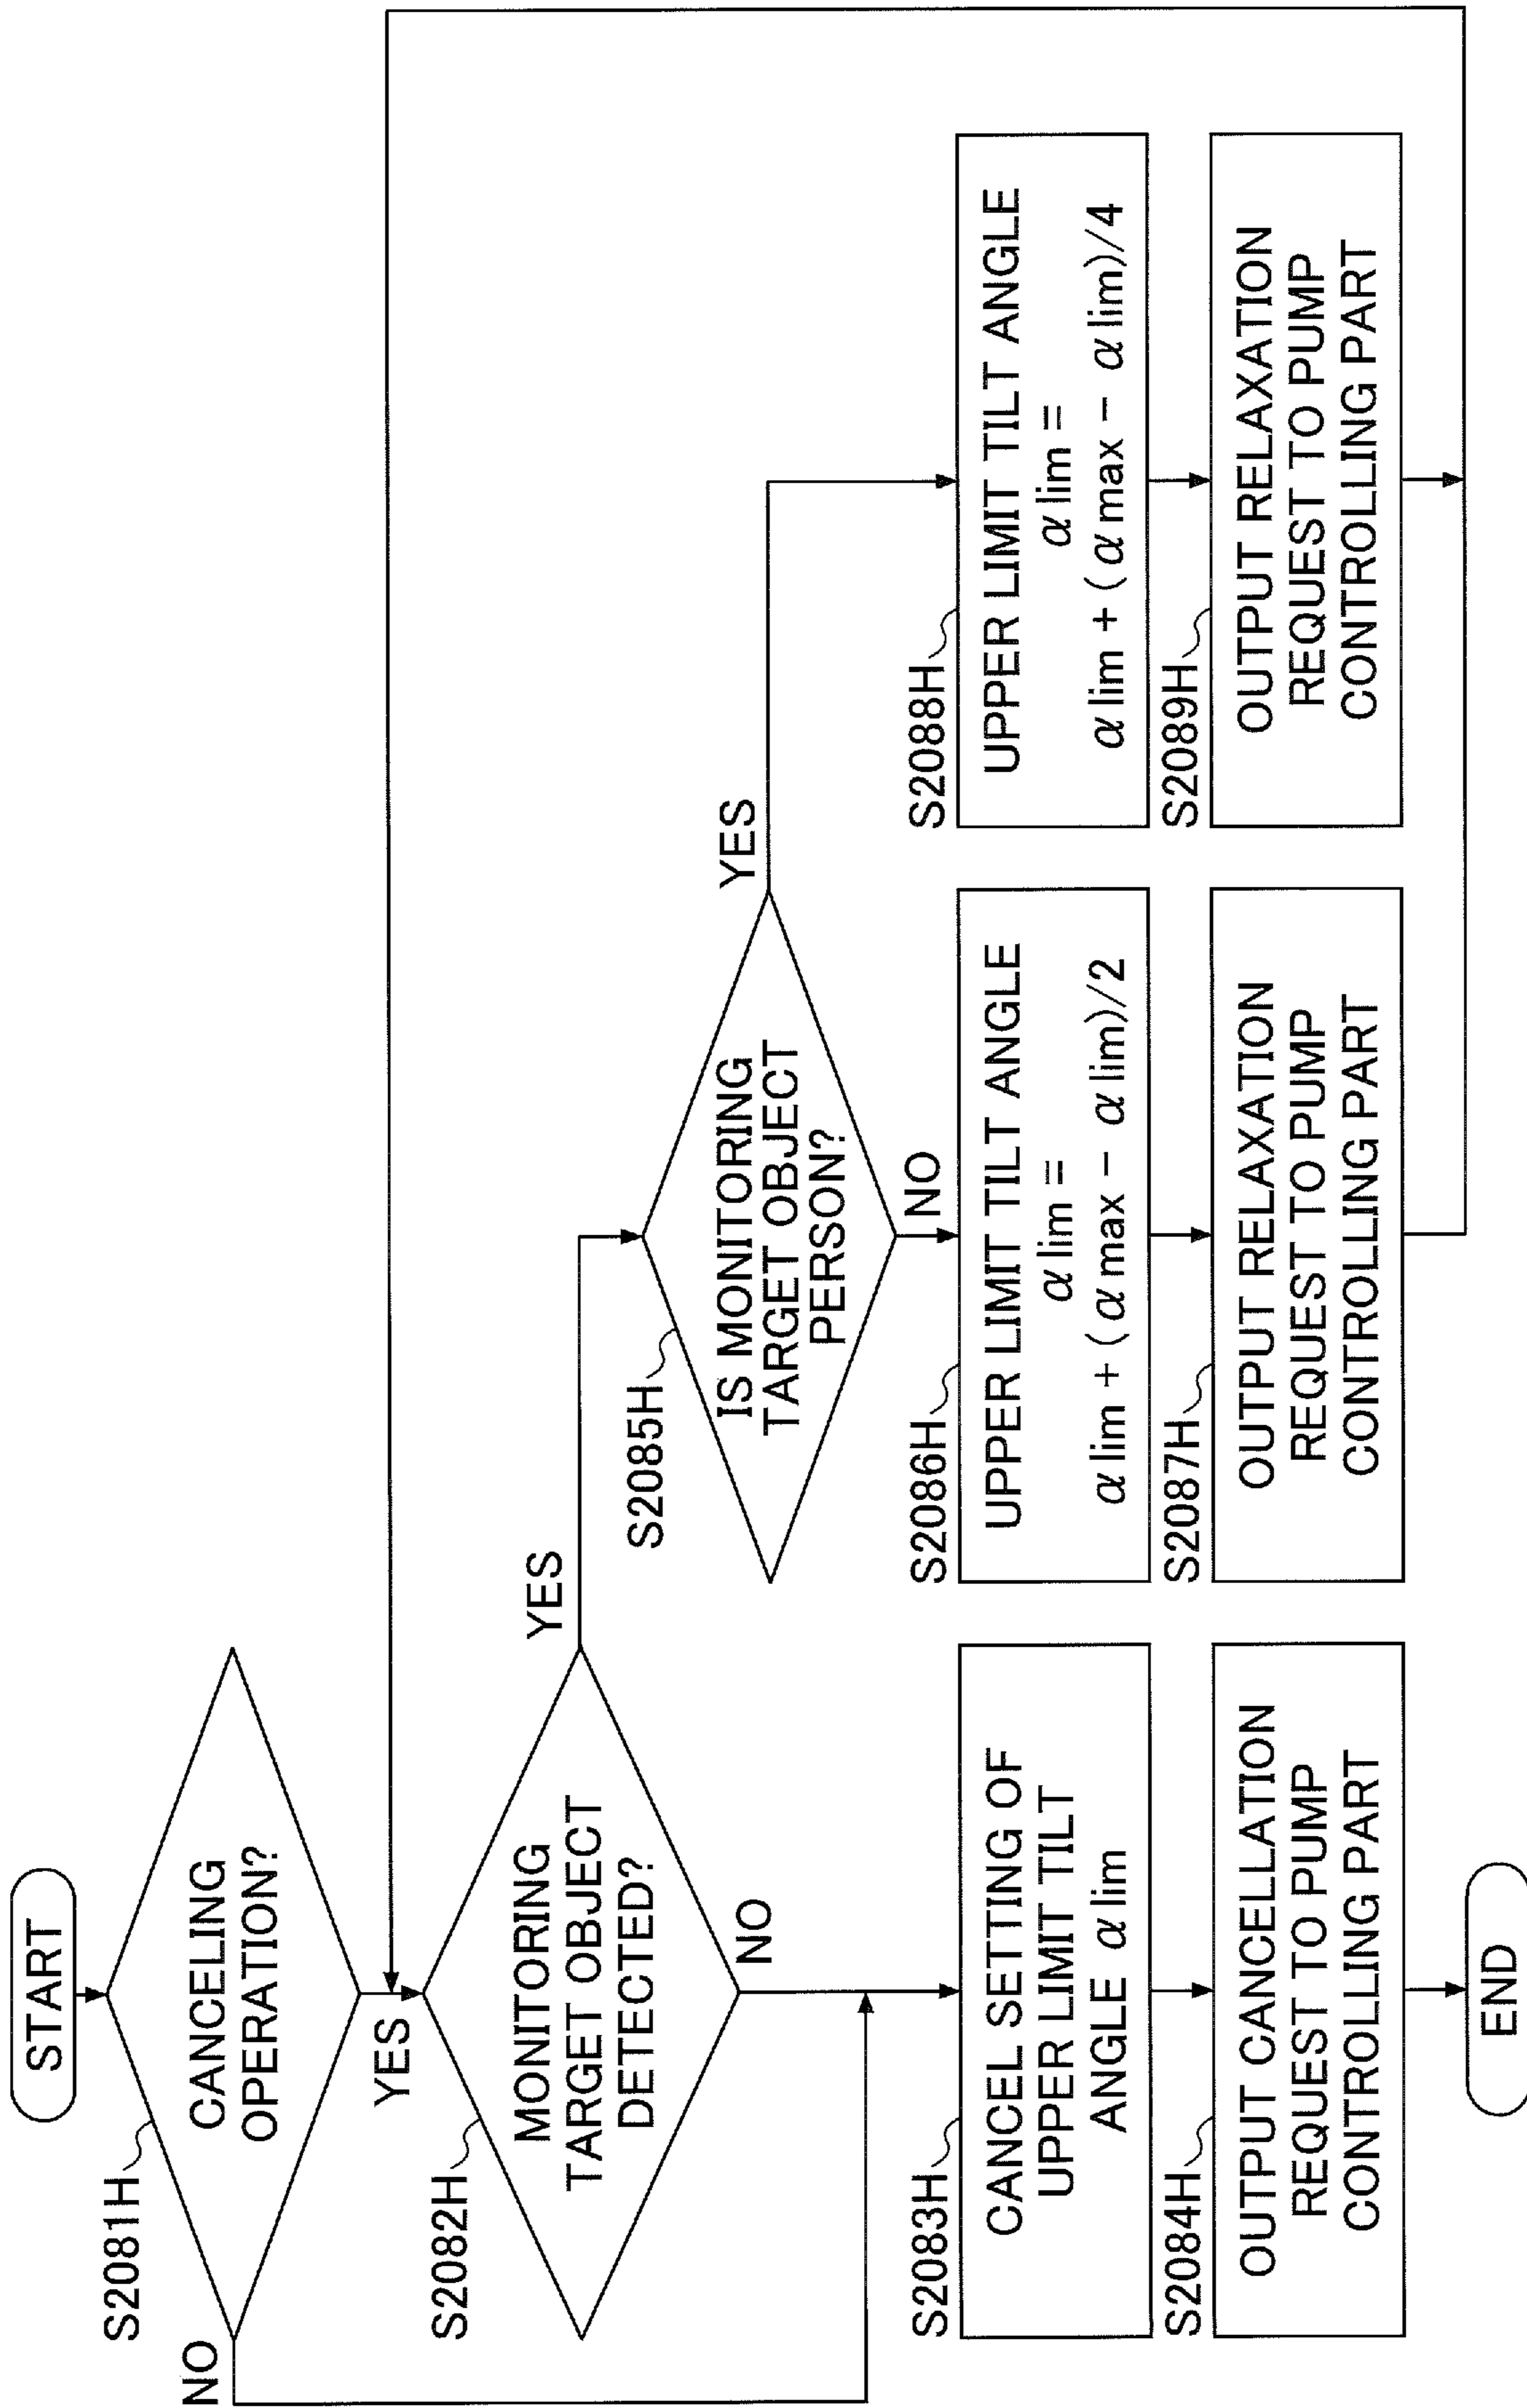 START
S2081H
CANCELING
OPERATION?
NO
YES
S2082H
MONITORING
TARGET OBJECT
DETECTED?
YES
NO
S2085H
IS MONITORING
TARGET OBJECT
PERSON?
YES
NO
S2083H
CANCEL SETTING OF
UPPER LIMIT TILT
ANGLE α lim
S2084H
OUTPUT CANCELLATION
REQUEST TO PUMP
CONTROLLING PART
S2086H
UPPER LIMIT TILT ANGLE
α lim =
α lim + (α max - α lim)/2
S2087H
OUTPUT RELAXATION
REQUEST TO PUMP
CONTROLLING PART
S2088H
UPPER LIMIT TILT ANGLE
α lim =
α lim + (α max - α lim)/4
S2089H
OUTPUT RELAXATION
REQUEST TO PUMP
CONTROLLING PART
END